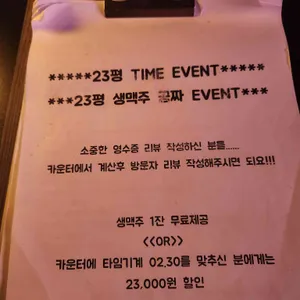 *****23평 TIME EVENT*****
***23평 생맥주 공짜 EVENT***
소중한 영수증 리뷰 작성하신 분들......
카운터에서 계산후 방문자 리뷰 작성해주시면 되요!!!
생맥주 1잔 무료제공
<<OR>>
카운터에 타임기계 02.30를 맞추신 분에게는
23,000원 할인